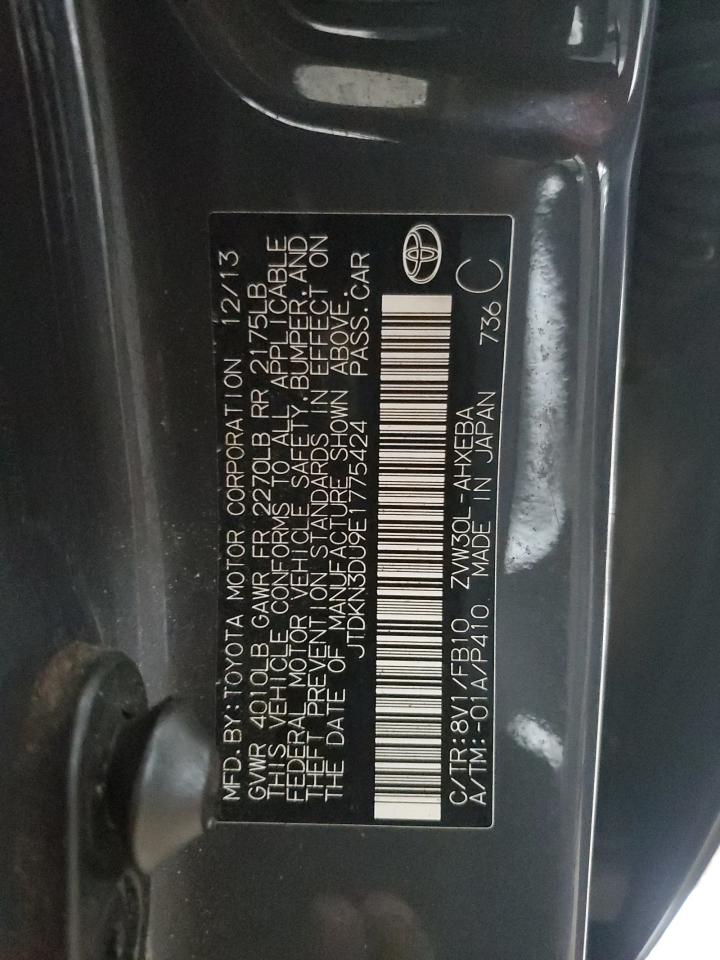 MFD.BY:TOYOTA MOTOR CORPORATION 12/13
GVWR 4010LB GAWR FR 2270LB RR 2175LB
THIS VEHICLE CONFORMS TO ALL APPLICABLE
FEDERAL MOTOR VEHICLE SAFETY,BUMPER,AND
THEFT PREVENTION STANDARDS IN EFFECT ON
THE DATE OF MANUFACTURE SHOWN ABOVE.
JTDKN3DU9E1775424 PASS.CAR
C/TR:8V1/FB10 ZVW30L-AHXEBA
A/TM:-01A/P410 MADE IN JAPAN 736 C